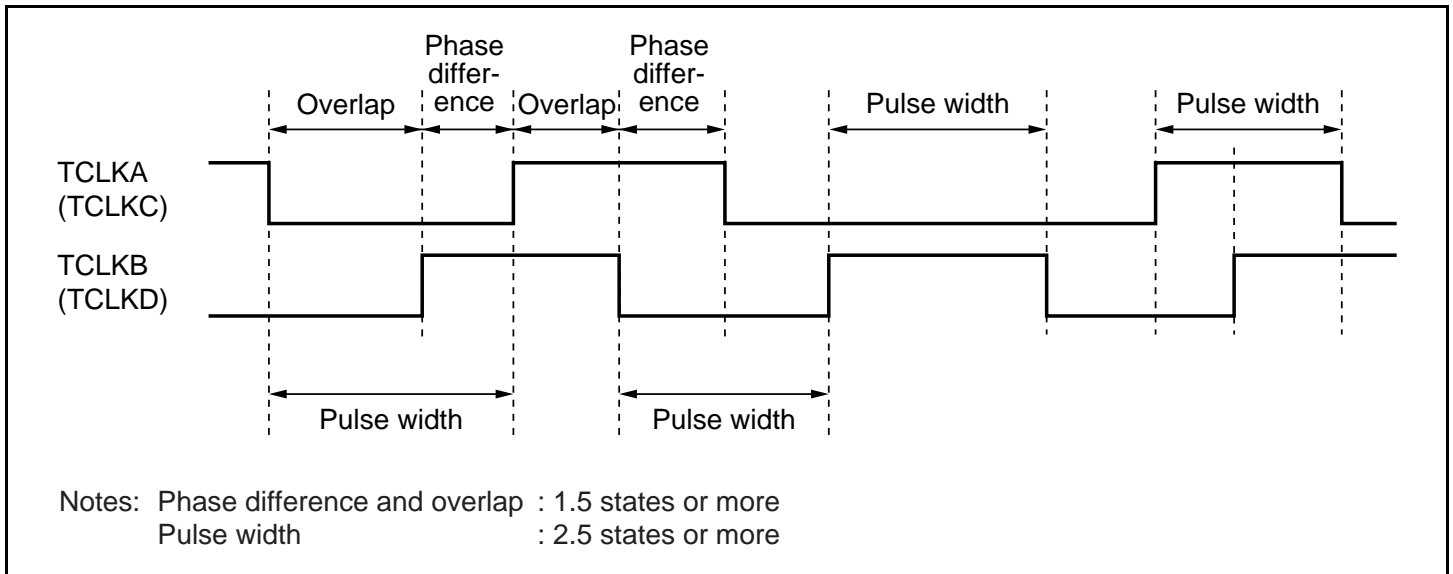 Phase
differ-
ence
Phase
differ-
ence
Overlap
Overlap
Pulse width
Pulse width
TCLKA
(TCLKC)
TCLKB
(TCLKD)
Pulse width
Pulse width
Notes: Phase difference and overlap : 1.5 states or more
Pulse width : 2.5 states or more